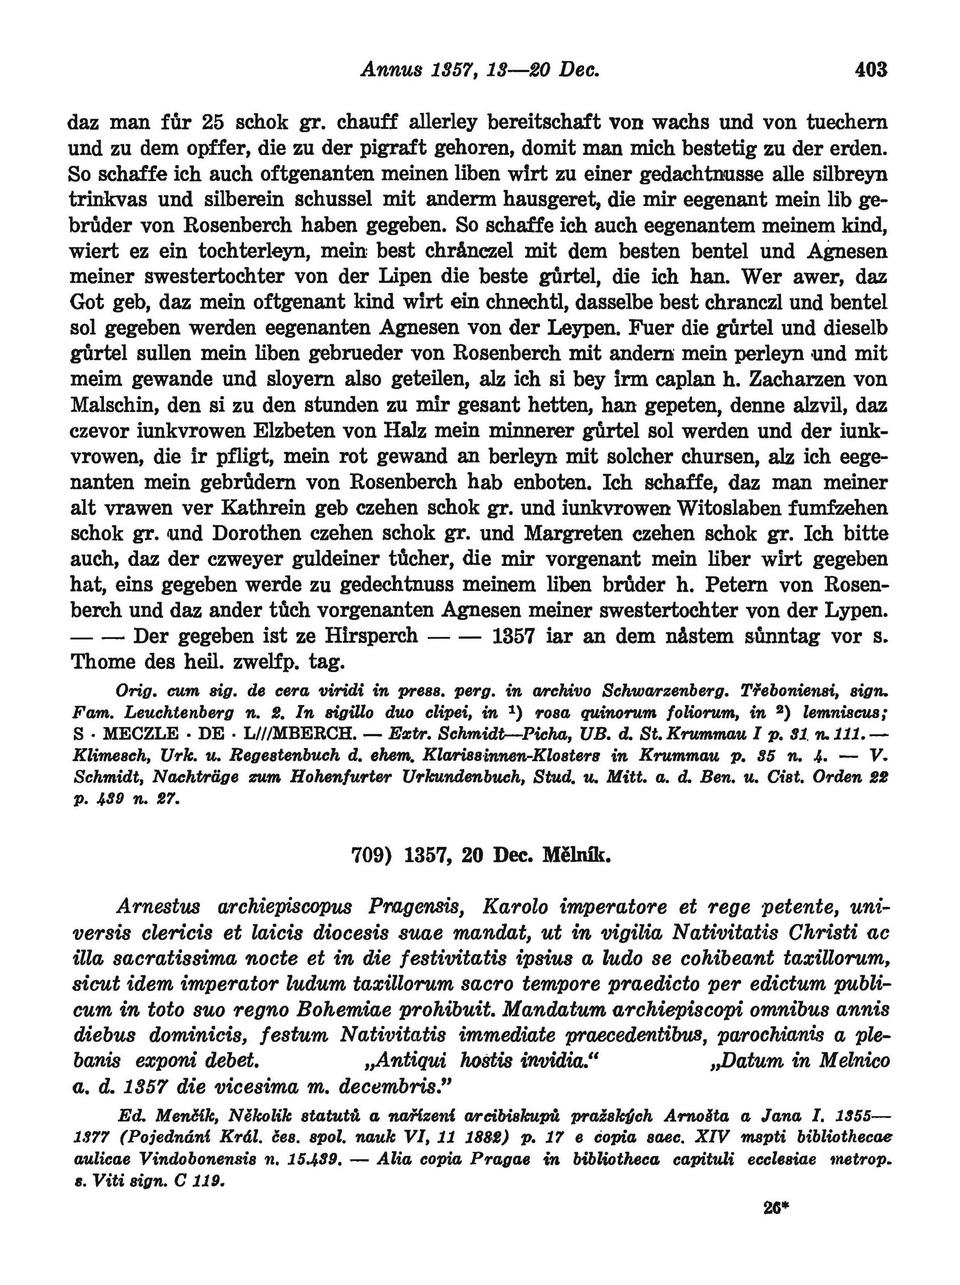 Annus 1357, 13—20 Dec. 403
daz man fůr 25 schok gr. chauff allerley bereitschaft von wachs und von tuechern
und zu dem opffer, die zu der pigraft gehoren, domit man mich bestetig zu der erden.
So schaffe ich auch oftgenanten meinen liben wirt zu einer gedachtnusse alle silbreyn
trinkvas und silberein schussel mit anderm hausgeret, die mir eegenant mein lib ge-
brůder von Rosenberch haben gegeben. So schaffe ich auch eegenantem meinem kind,
wiert ez ein tochterleyn, mein best chrånczel mit dem besten bentel und Agnesen
meiner swestertochter von der Lipen die beste gůrtel, die ich han. Wer awer, daz
Got geb, daz mein oftgenant kind wirt ein chnechtl, dasselbe best chranczl und bentel
sol gegeben werden eegenanten Agnesen von der Leypen. Fuer die gůrtel und dieselb
gůrtel sullen mein liben gebrueder von Rosenberch mit andern mein perleyn und mit
meim gewande und sloyern also geteilen, alz ich si bey irm caplan h. Zacharzen von
Malschin, den si zu den stunden zu mir gesant hetten, han gepeten, denne alzvil, daz
czevor iunkvrowen Elzbeten von Halz mein minnerer gůrtel sol werden und der iunk-
vrowen, die ir pfligt, mein rot gewand an berleyn mit solcher chursen, alz ich eege-
nanten mein gebrůdern von Rosenberch hab enboten. Ich schaffe, daz man meiner
alt vrawen ver Kathrein geb czehen schok gr. und iunkvrowen Witoslaben fumfzehen
schok gr. und Dorothen czehen schok gr. und Margreten czehen schok gr. Ich bitte
auch, daz der czweyer guldeiner tůcher, die mir vorgenant mein liber wirt gegeben
hat, eins gegeben werde zu gedechtnuss meinem liben brůder h. Petern von Rosen-
berch und daz ander tůch vorgenanten Agnesen meiner swestertochter von der Lypen.
— — Der gegeben ist ze Hirsperch — — 1357 iar an dem nåstem sůnntag vor s.
Thome des heil. zwelfp. tag.
Orig. cum sig. de cera viridi in press. perg. in archivo Schwarzenberg. Třeboniensi, sign.
Fam. Leuchtenberg n. 2. In sigillo duo clipei, in ¹) rosa quinorum foliorum, in ²) lemniscus;
S · MECZLE · DE · L///MBERCH. — Extr. Schmidt—Picha, UB. d. St. Krummau I p. 31 n. 111. —
Klimesch, Urk. u. Regestenbuch d. ehem. Klarissinnen-Klosters in Krummau p. 35 n. 4. — V.
Schmidt, Nachträge zum Hohenfurter Urkundenbuch, Stud. u. Mitt. a. d. Ben. u. Cist. Orden 22
p. 439 n. 27.
709) 1357, 20 Dec. Mělník.
Arnestus archiepiscopus Pragensis, Karolo imperatore et rege petente, uni-
versis clericis et laicis diocesis suae mandat, ut in vigilia Nativitatis Christi ac
illa sacratissima nocte et in die festivitatis ipsius a ludo se cohibeant taxillorum,
sicut idem imperator ludum taxillorum sacro tempore praedicto per edictum publi-
cum in toto suo regno Bohemiae prohibuit. Mandatum archiepiscopi omnibus annis
diebus dominicis, festum Nativitatis immediate praecedentibus, parochianis a ple-
banis exponi debet. „Antiqui hostis invidia.“ „Datum in Melnico
a. d. 1357 die vicesima m. decembris.”
Ed. Menčík, Několik statutů a nařízení arcibiskupů pražských Arnošta a Jana I. 1355—
1377 (Pojednání Král. čes. spol. nauk VI, 11 1882) p. 17 e copia saec. XIV mspti bibliothecae
aulicae Vindobonensis n. 15.439. — Alia copia Pragae in bibliotheca capituli ecclesiae metrop.
s. Viti sign. C 119.
26*